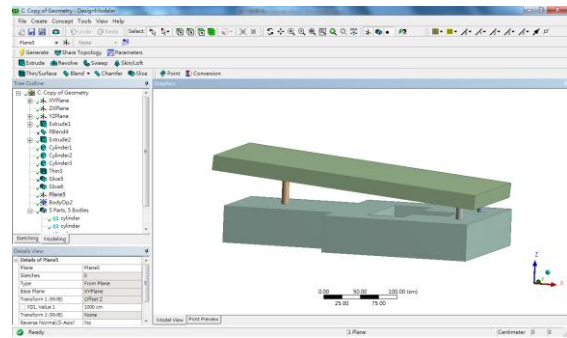 C: Copy of Geometry - DesignModeler
File Create Concept Tools View Help
Undo Redo Select:
Plane5 None
Generate Share Topology Parameters
Extrude Revolve Sweep Skin/Loft
Thin/Surface Blend Chamfer Slice Point Conversion
Tree Outline Graphics
C: Copy of Geometry
XYPlane
ZXPlane
YZPlane
Extrude1
FBlend4
Extrude2
Cylinder1
Cylinder2
Cylinder3
Thin3
Slice5
Slice6
Plane5
BodyOp2
5 Parts, 5 Bodies
cylinder
cylinder
Sketching Modeling
Details View
Details of Plane5
Plane Plane5
Sketches 0
Type From Plane
Base Plane XYPlane
Transform 1 (RMB) Offset Z
FD1, Value 1 1000 cm
Transform 2 (RMB) None
Reverse Normal/Z-Axis? No
0.00 50.00 100.00 (cm)
25.00 75.00
Z
X
Model View Print Preview
Ready 1 Plane Centimeter 0 0